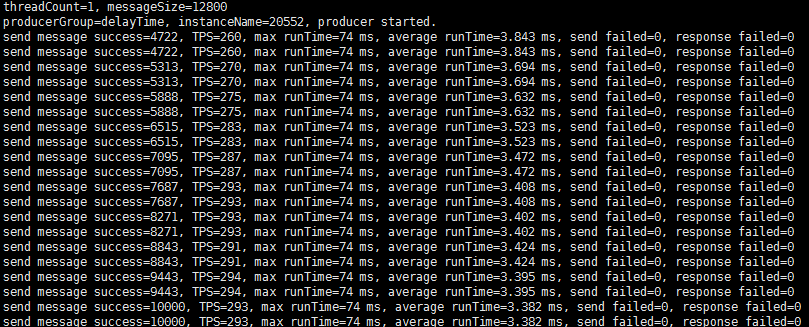 threadCount=1, messageSize=12800
producerGroup=delayTime, instanceName=20552, producer started.
send message success=4722, TPS=260, max runTime=74 ms, average runTime=3.843 ms, send failed=0, response failed=0
send message success=4722, TPS=260, max runTime=74 ms, average runTime=3.843 ms, send failed=0, response failed=0
send message success=5313, TPS=270, max runTime=74 ms, average runTime=3.694 ms, send failed=0, response failed=0
send message success=5313, TPS=270, max runTime=74 ms, average runTime=3.694 ms, send failed=0, response failed=0
send message success=5888, TPS=275, max runTime=74 ms, average runTime=3.632 ms, send failed=0, response failed=0
send message success=5888, TPS=275, max runTime=74 ms, average runTime=3.632 ms, send failed=0, response failed=0
send message success=6515, TPS=283, max runTime=74 ms, average runTime=3.523 ms, send failed=0, response failed=0
send message success=6515, TPS=283, max runTime=74 ms, average runTime=3.523 ms, send failed=0, response failed=0
send message success=7095, TPS=287, max runTime=74 ms, average runTime=3.472 ms, send failed=0, response failed=0
send message success=7095, TPS=287, max runTime=74 ms, average runTime=3.472 ms, send failed=0, response failed=0
send message success=7687, TPS=293, max runTime=74 ms, average runTime=3.408 ms, send failed=0, response failed=0
send message success=7687, TPS=293, max runTime=74 ms, average runTime=3.408 ms, send failed=0, response failed=0
send message success=8271, TPS=293, max runTime=74 ms, average runTime=3.402 ms, send failed=0, response failed=0
send message success=8271, TPS=293, max runTime=74 ms, average runTime=3.402 ms, send failed=0, response failed=0
send message success=8843, TPS=291, max runTime=74 ms, average runTime=3.424 ms, send failed=0, response failed=0
send message success=8843, TPS=291, max runTime=74 ms, average runTime=3.424 ms, send failed=0, response failed=0
send message success=9443, TPS=294, max runTime=74 ms, average runTime=3.395 ms, send failed=0, response failed=0
send message success=9443, TPS=294, max runTime=74 ms, average runTime=3.395 ms, send failed=0, response failed=0
send message success=10000, TPS=293, max runTime=74 ms, average runTime=3.382 ms, send failed=0, response failed=0
send message success=10000, TPS=293, max runTime=74 ms, average runTime=3.382 ms, send failed=0, response failed=0